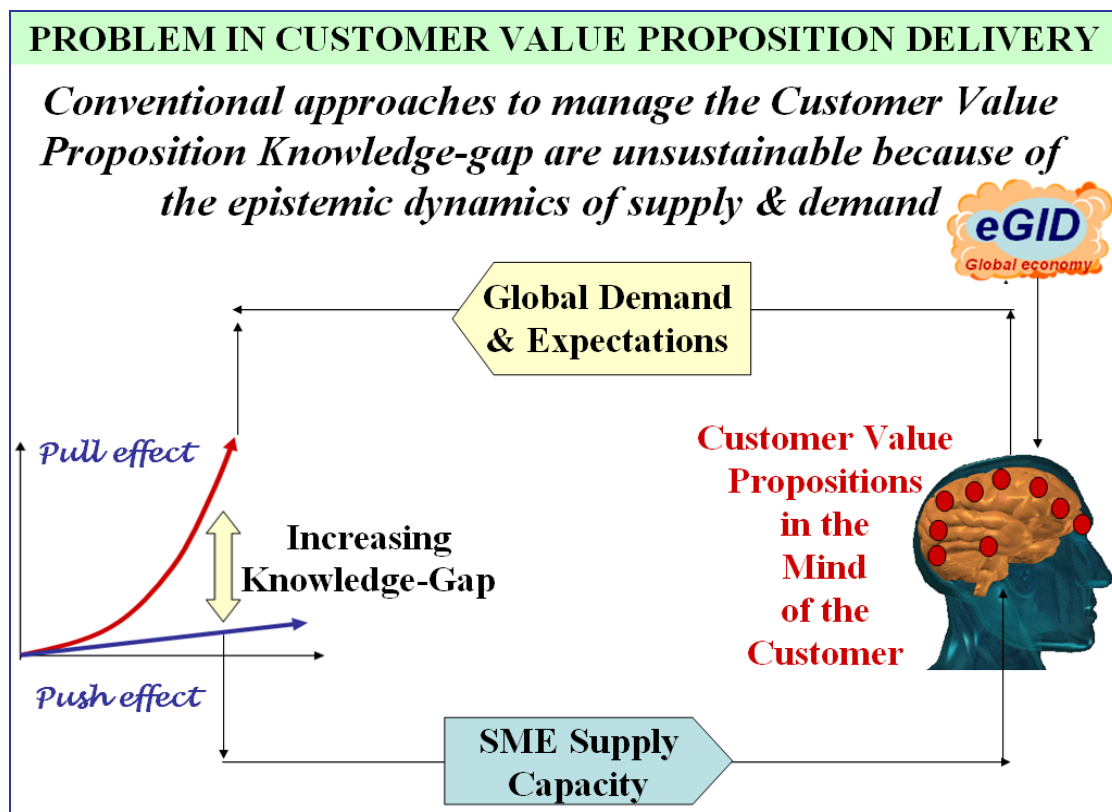 PROBLEM IN CUSTOMER VALUE PROPOSITION DELIVERY
Conventional approaches to manage the Customer Value
Proposition Knowledge-gap are unsustainable because of
the epistemic dynamics of supply & demand
eGID
Global economy
Global Demand
& Expectations
Pull effect
Customer Value
Propositions
in the
Mind
of the
Customer
Increasing
Knowledge-Gap
Push effect
SME Supply
Capacity